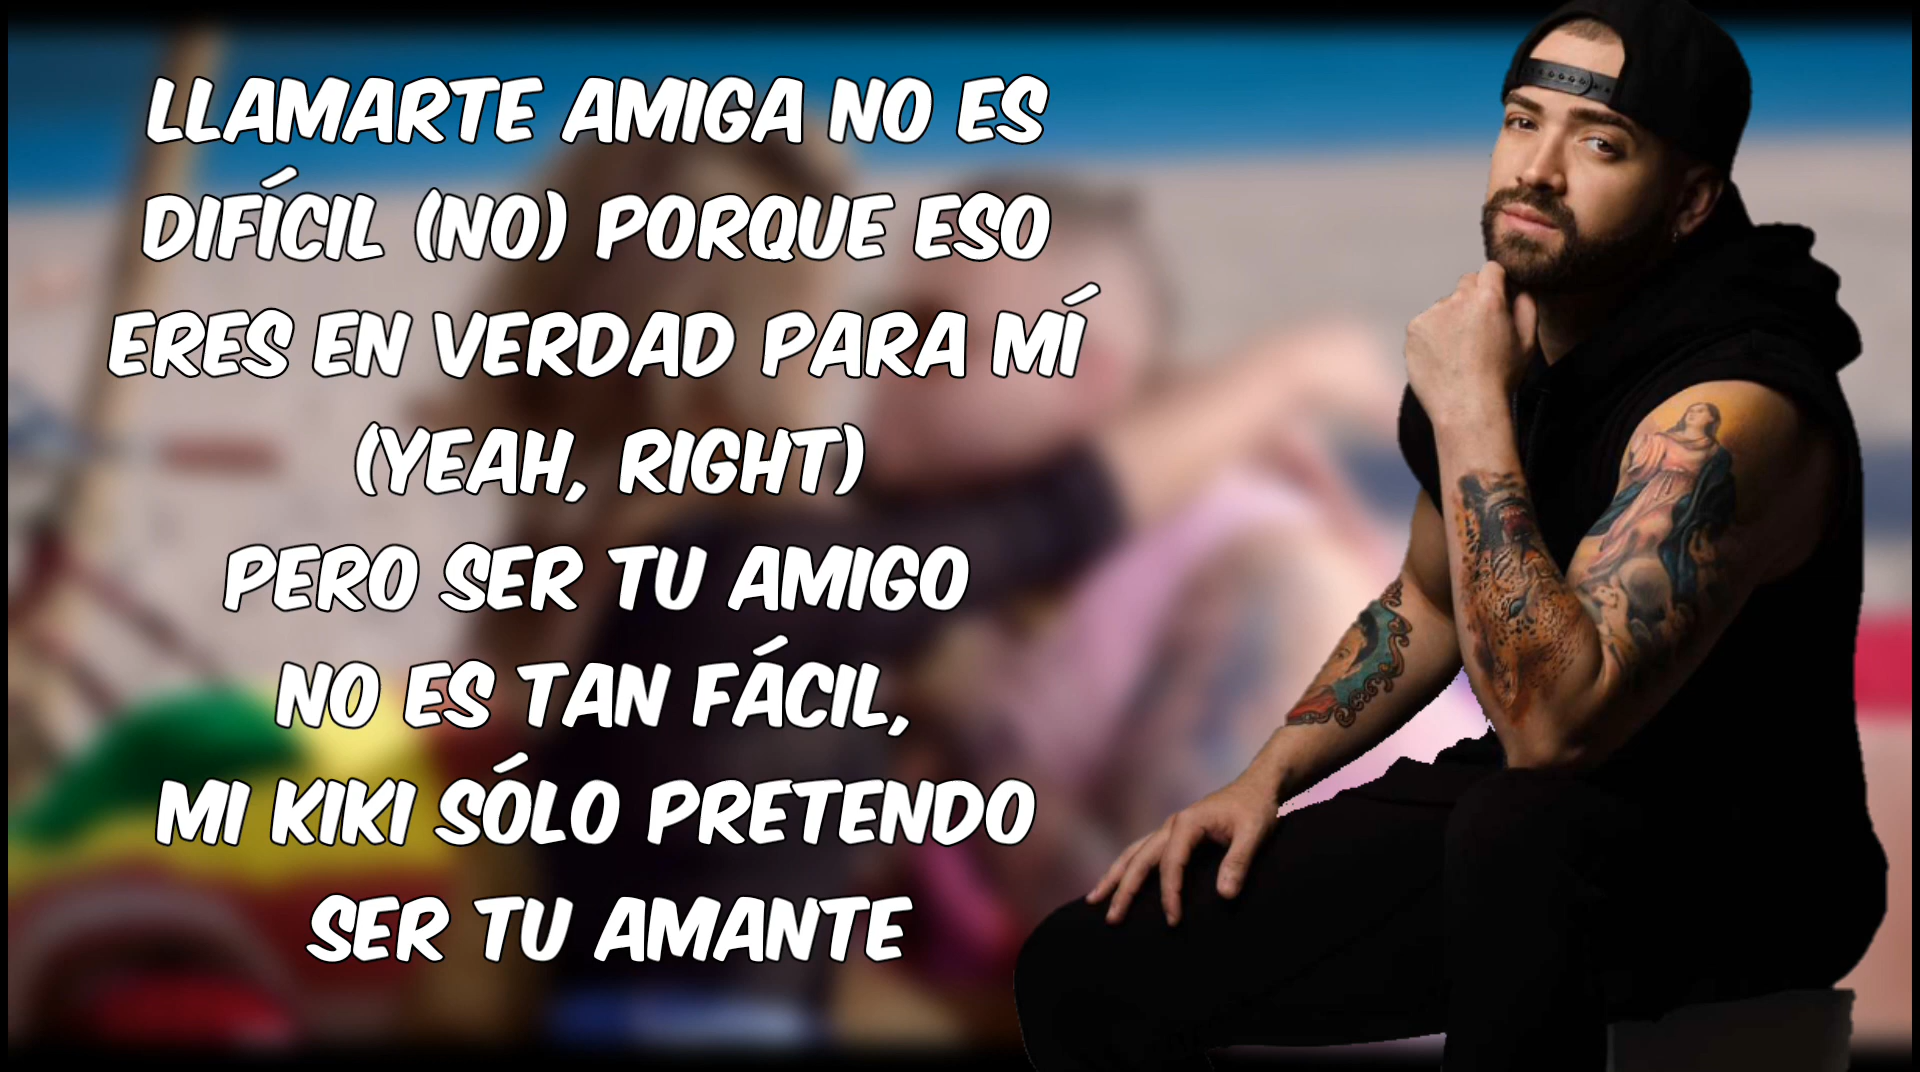 LLAMARTE AMIGA NO ES
DIFÍCIL (NO) PORQUE ESO
ERES EN VERDAD PARA MÍ
(YEAH, RIGHT)
PERO SER TU AMIGO
NO ES TAN FÁCIL,
MI KIKI SÓLO PRETENDO
SER TU AMANTE